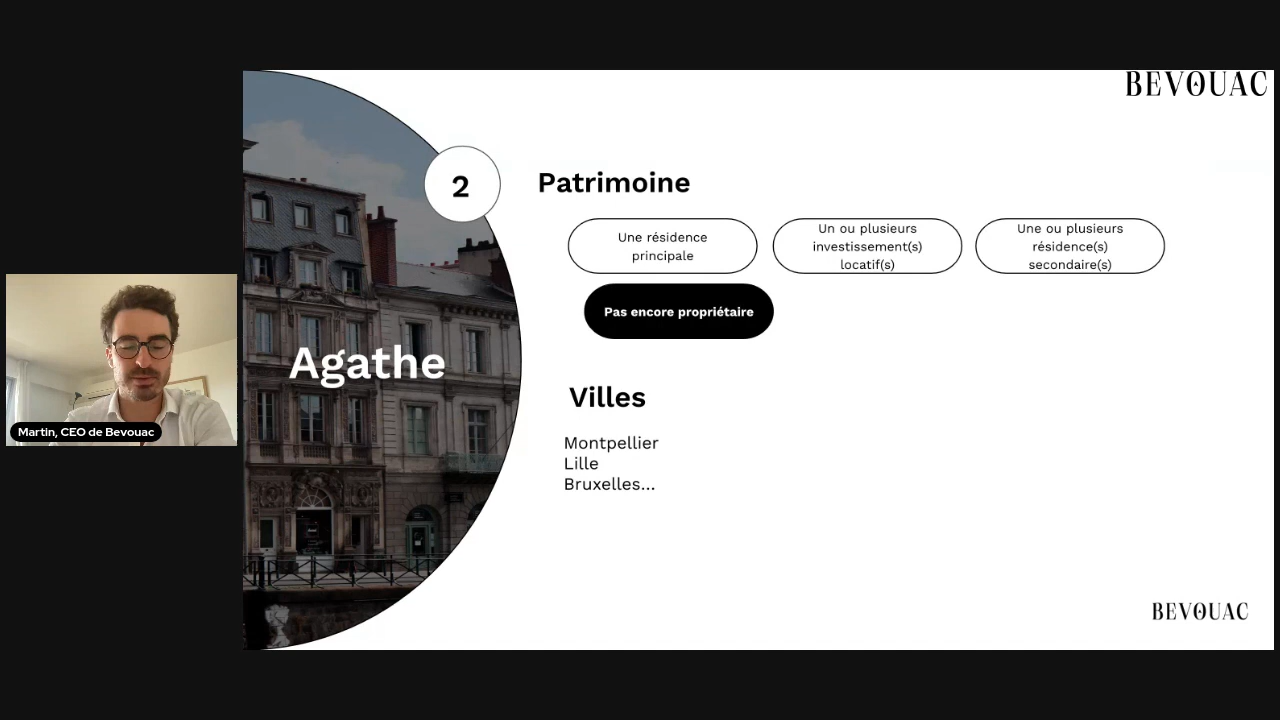 BEVOUAC
2
Patrimoine
Une résidence
principale
Un ou plusieurs
investissement(s)
locatif(s)
Une ou plusieurs
résidence(s)
secondaire(s)
Pas encore propriétaire
Agathe
Villes
Montpellier
Lille
Bruxelles...
Martin, CEO de Bevouac
BEVOUAC